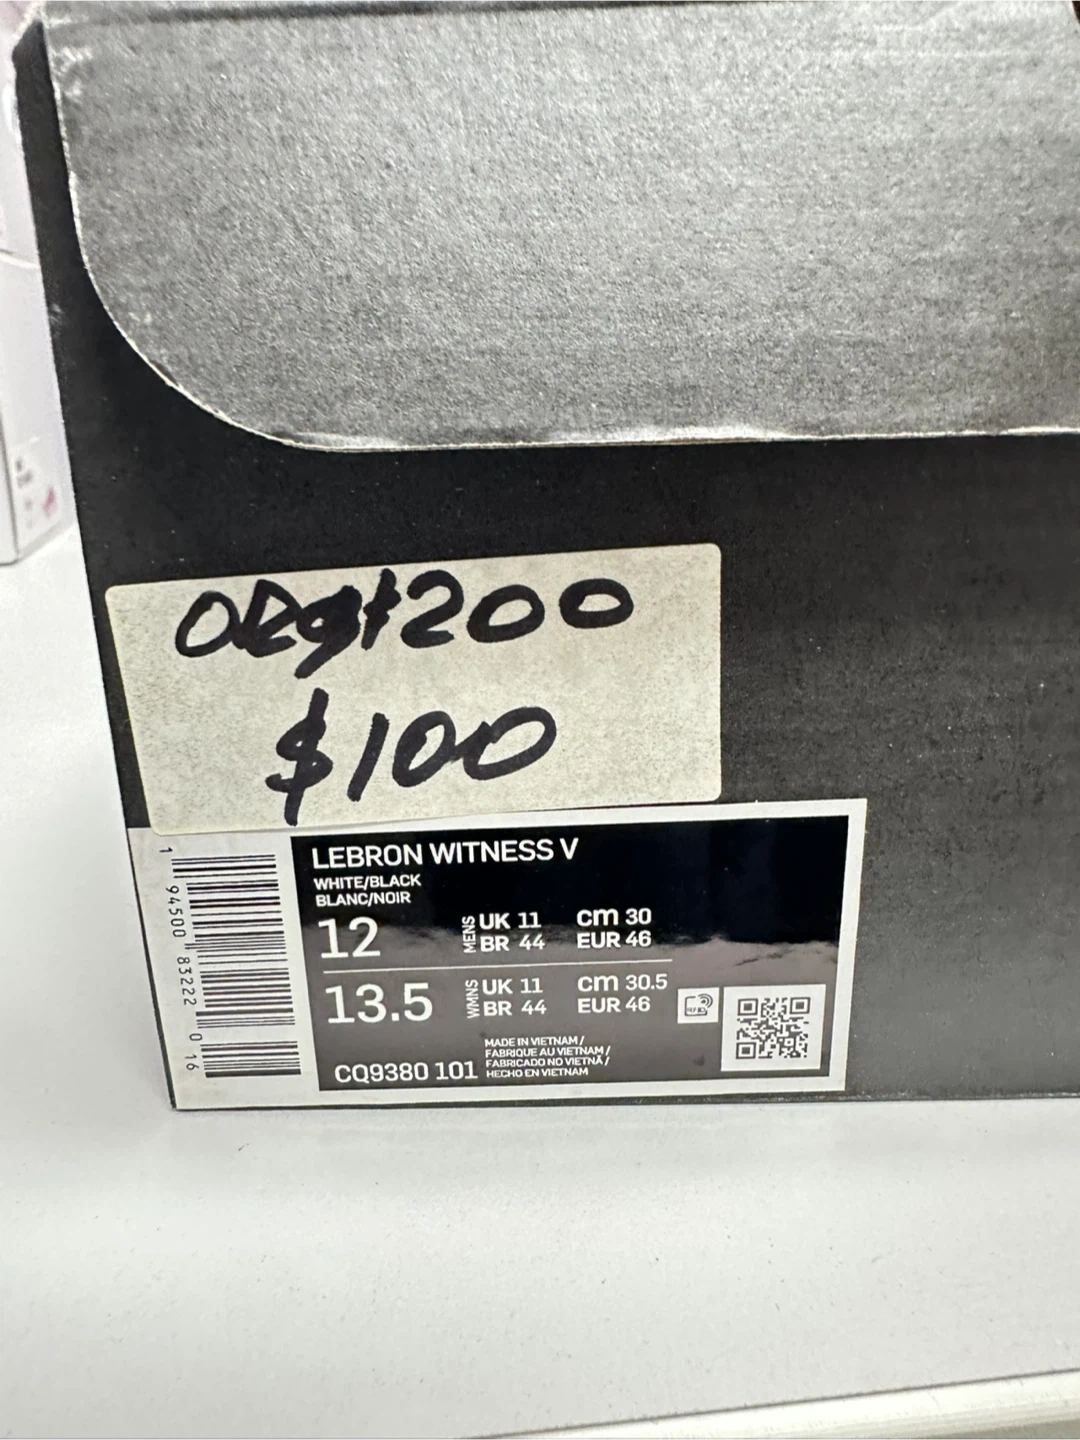 ORg $200
$100
LEBRON WITNESS V
WHITE/BLACK
BLANC/NOIR
12 MENS UK 11 cm 30
BR 44 EUR 46
13.5 WMNS UK 11 cm 30.5
BR 44 EUR 46
CQ9380 101
MADE IN VIETNAM /
FABRIQUE AU VIETNAM /
FABRICADO NO VIETNÃ /
HECHO EN VIETNAM
1 94500 83222 0 16